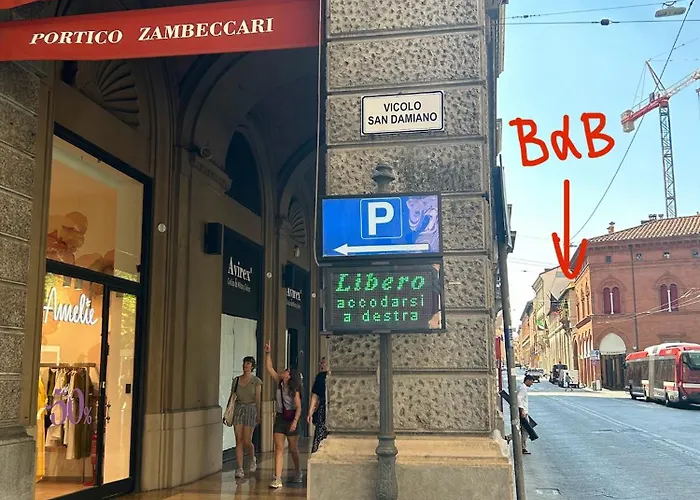 PORTICO ZAMBECCARI
VICOLO
SAN DAMIANO
BdB
P
Libero
accodarsi
a destra
Avirex
Amelie
50%